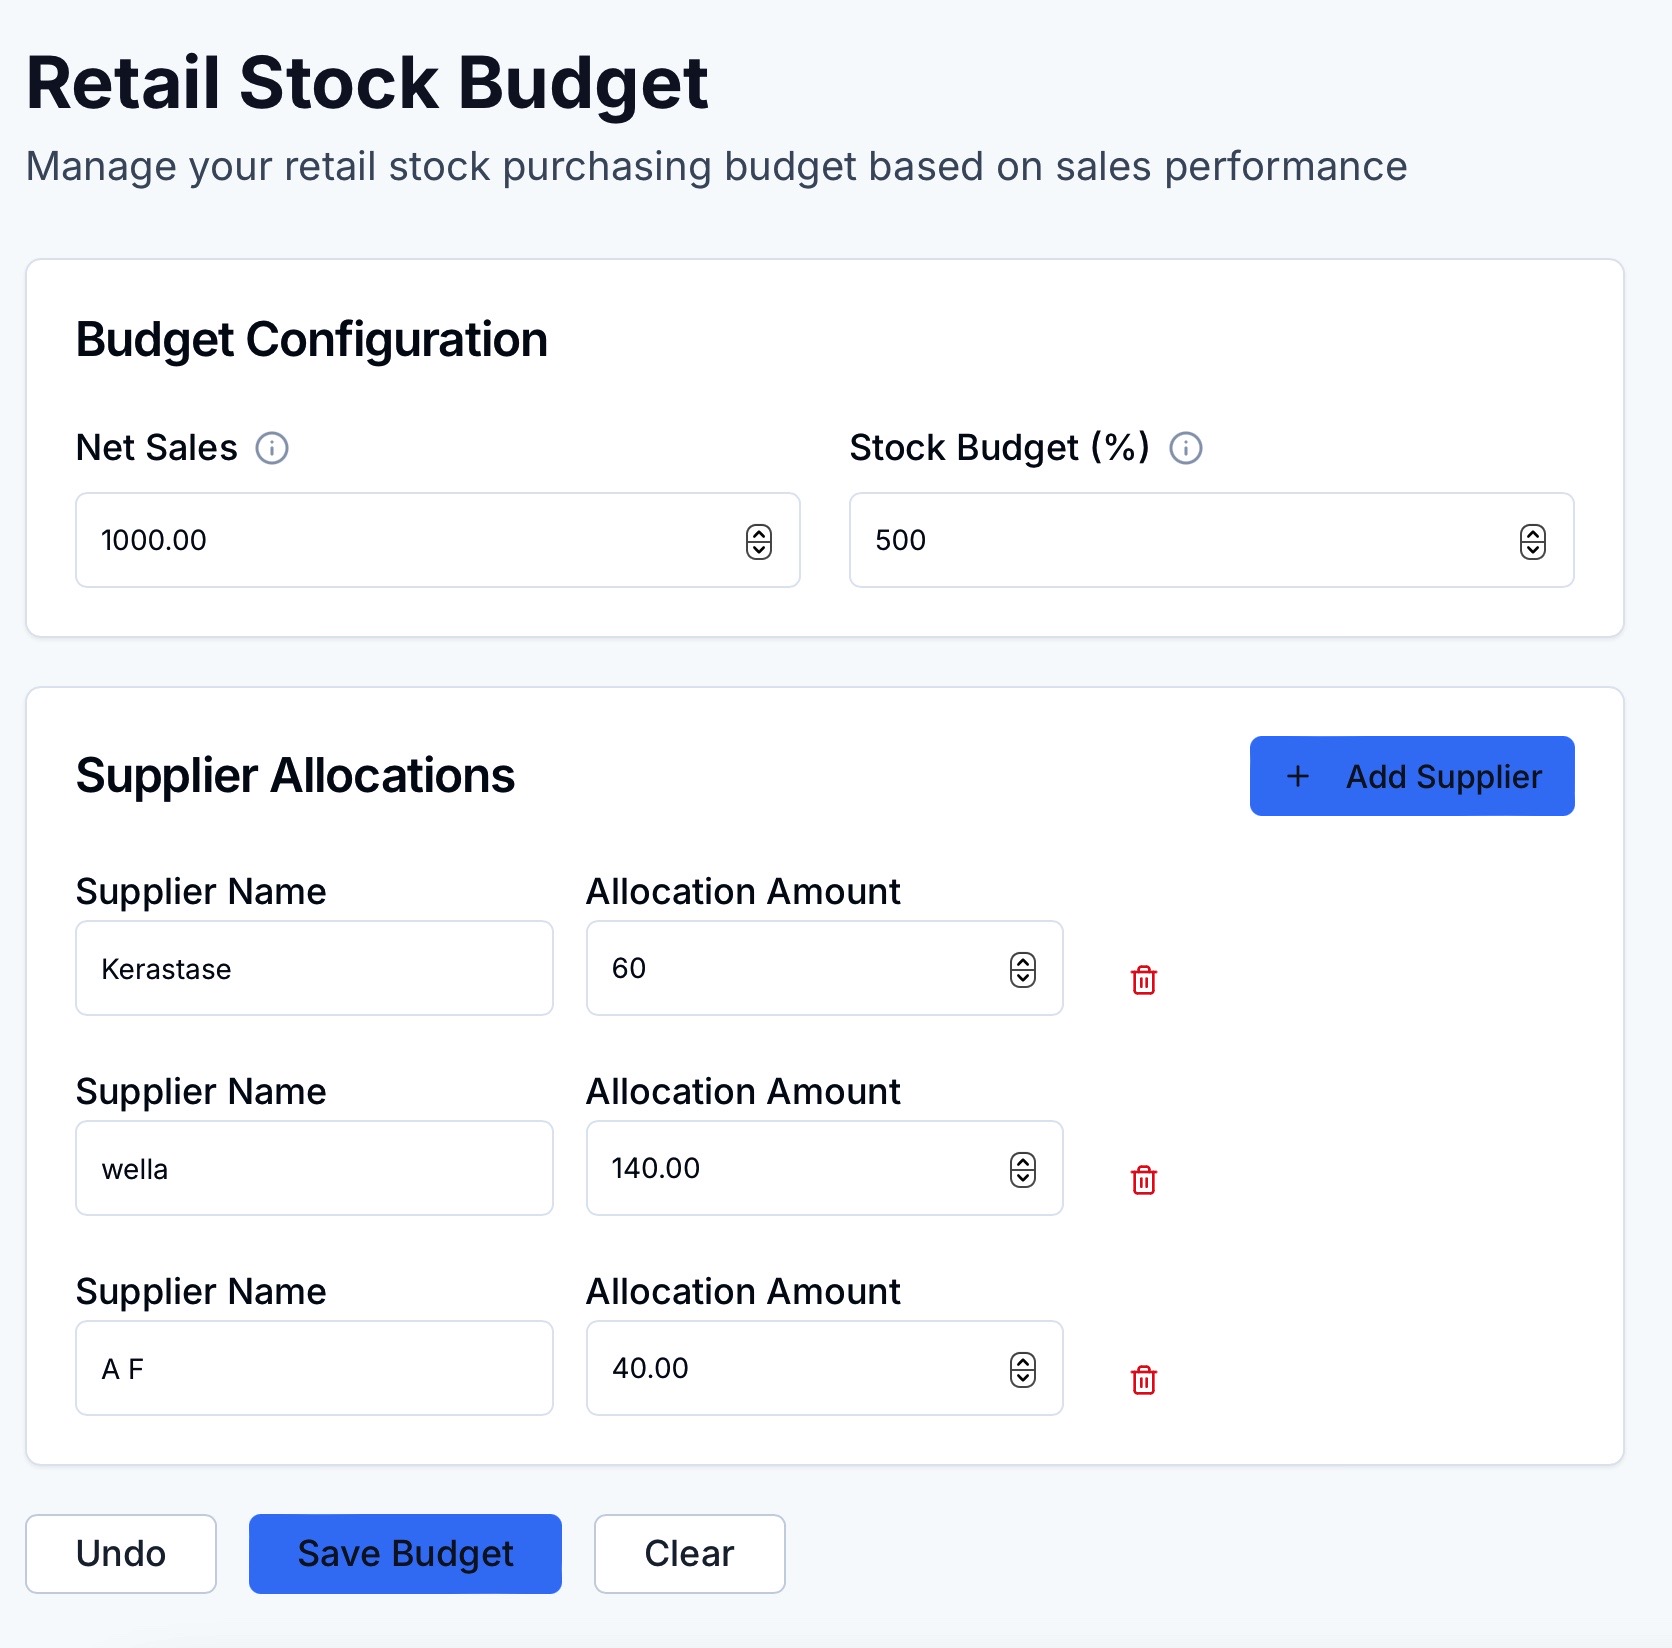 Retail Stock Budget
Manage your retail stock purchasing budget based on sales performance
Budget Configuration
Net Sales
Stock Budget (%)
1000.00
500
Supplier Allocations
+ Add Supplier
Supplier Name
Allocation Amount
Kerastase
60
Supplier Name
Allocation Amount
wella
140.00
Supplier Name
Allocation Amount
A F
40.00
Undo
Save Budget
Clear